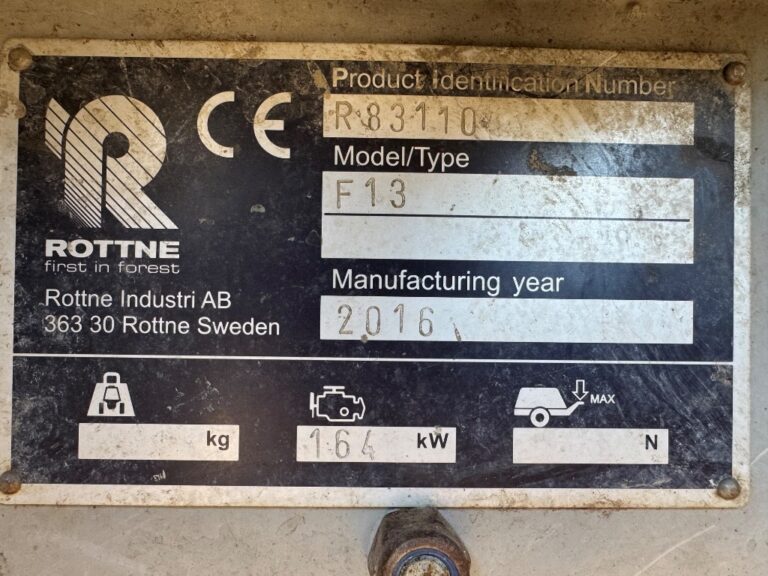 ROTTNE
first in forest
Rottne Industri AB
363 30 Rottne Sweden
CE
Product Identification Number
R83110
Model/Type
F13
Manufacturing year
2016
kg
164 kW
MAX
N